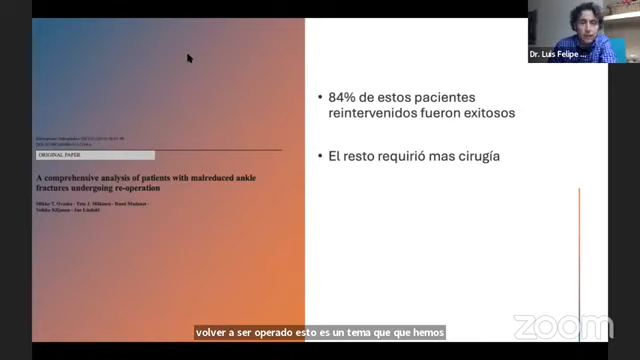 Dr. Luis Felipe ...
• 84% de estos pacientes
reintervenidos fueron exitosos
• El resto requirió mas cirugía
ORIGINAL PAPER
A comprehensive analysis of patients with malreduced ankle
fractures undergoing re-operation
volver a ser operado esto es un tema que que hemos
zoom